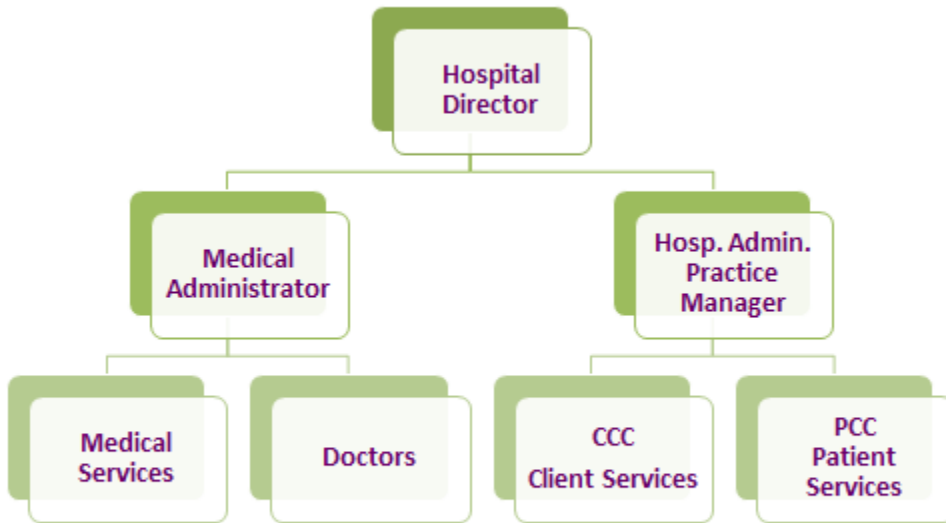 Hospital
Director
Medical
Administrator
Hosp. Admin.
Practice
Manager
Medical
Services
Doctors
CCC
Client Services
PCC
Patient
Services